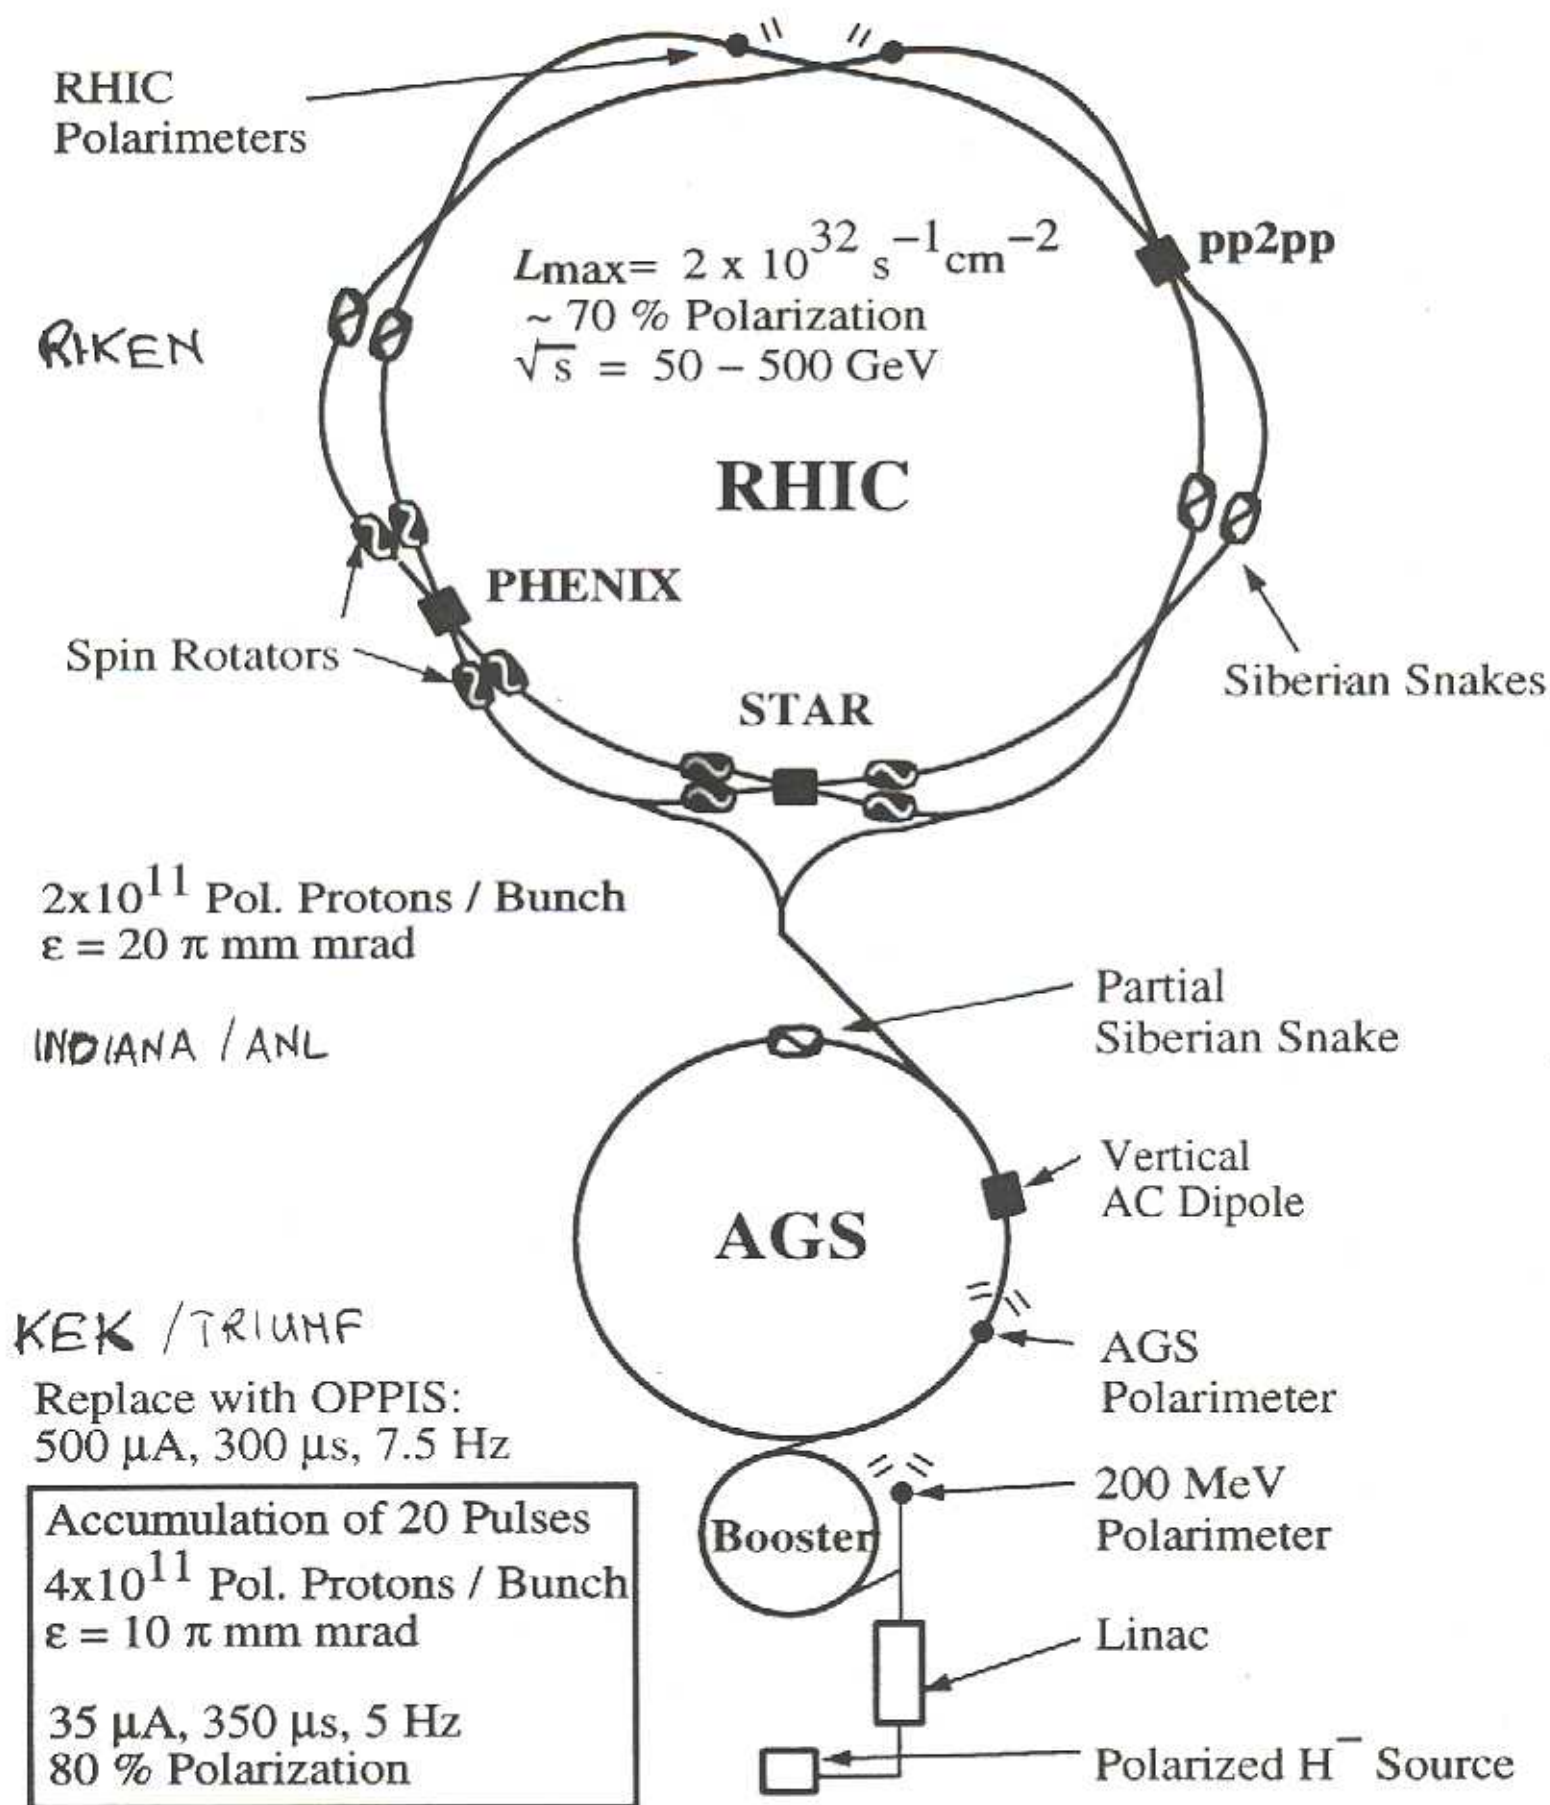 RHIC
Polarimeters
Lmax= 2 x 10^32 s^−1 cm^−2
~ 70 % Polarization
√s = 50 – 500 GeV
pp2pp
RIKEN
RHIC
PHENIX
Spin Rotators
Siberian Snakes
STAR
2x10^11 Pol. Protons / Bunch
ε = 20 π mm mrad
INDIANA / ANL
Partial
Siberian Snake
Vertical
AC Dipole
AGS
KEK / TRIUMF
AGS
Polarimeter
Replace with OPPIS:
500 μA, 300 μs, 7.5 Hz
200 MeV
Polarimeter
Booster
Accumulation of 20 Pulses
4x10^11 Pol. Protons / Bunch
ε = 10 π mm mrad
35 μA, 350 μs, 5 Hz
80 % Polarization
Linac
Polarized H^− Source